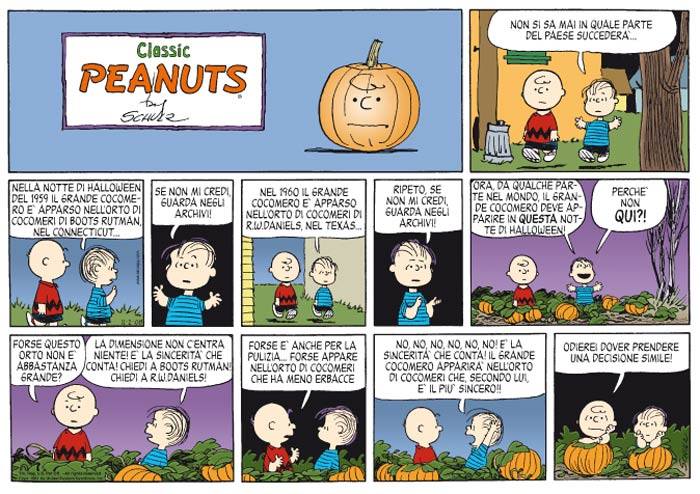 Classic
PEANUTS
by
SCHULZ
NON SI SA MAI IN QUALE PARTE
DEL PAESE SUCCEDERA'...
NELLA NOTTE DI HALLOWEEN
DEL 1959 IL GRANDE COCOME-
RO E' APPARSO NELL'ORTO DI
COCOMERI DI BOOTS RUTMAN,
NEL CONNECTICUT...
SE NON MI CREDI,
GUARDA NEGLI
ARCHIVI!
NEL 1960 IL GRANDE
COCOMERO E' APPARSO
NELL'ORTO DI COCOMERI DI
R.W.DANIELS, NEL TEXAS...
RIPETO, SE
NON MI CREDI,
GUARDA NEGLI
ARCHIVI!
ORA, DA QUALCHE PAR-
TE NEL MONDO, IL GRAN-
DE COCOMERO DEVE AP-
PARIRE IN QUESTA NOT-
TE DI HALLOWEEN!
PERCHE'
NON
QUI?!
FORSE QUESTO
ORTO NON E'
ABBASTANZA
GRANDE?
LA DIMENSIONE NON C'ENTRA
NIENTE! E' LA SINCERITA' CHE
CONTA! CHIEDI A BOOTS RUTMAN!
CHIEDI A R.W.DANIELS!
FORSE E' ANCHE PER LA
PULIZIA... FORSE APPARE
NELL'ORTO DI COCOMERI
CHE HA MENO ERBACCE
NO, NO, NO, NO, NO, NO! E' LA
SINCERITA' CHE CONTA! IL GRANDE
COCOMERO APPARIRA' NELL'ORTO
DI COCOMERI CHE, SECONDO LUI,
E' IL PIU' SINCERO!!
ODIEREI DOVER PRENDERE
UNA DECISIONE SIMILE!